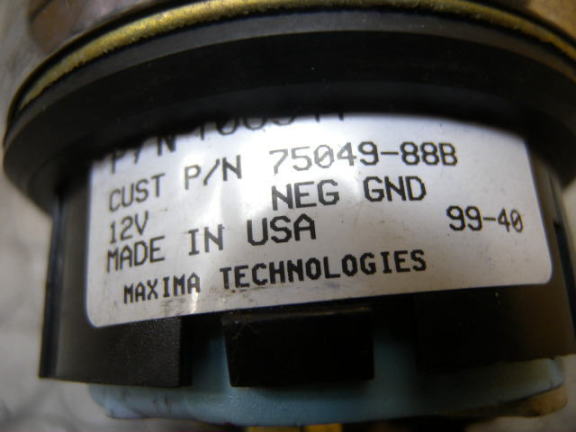 P/N
CUST P/N 75049-88B
12V NEG GND
MADE IN USA 99-40
MAXIMA TECHNOLOGIES